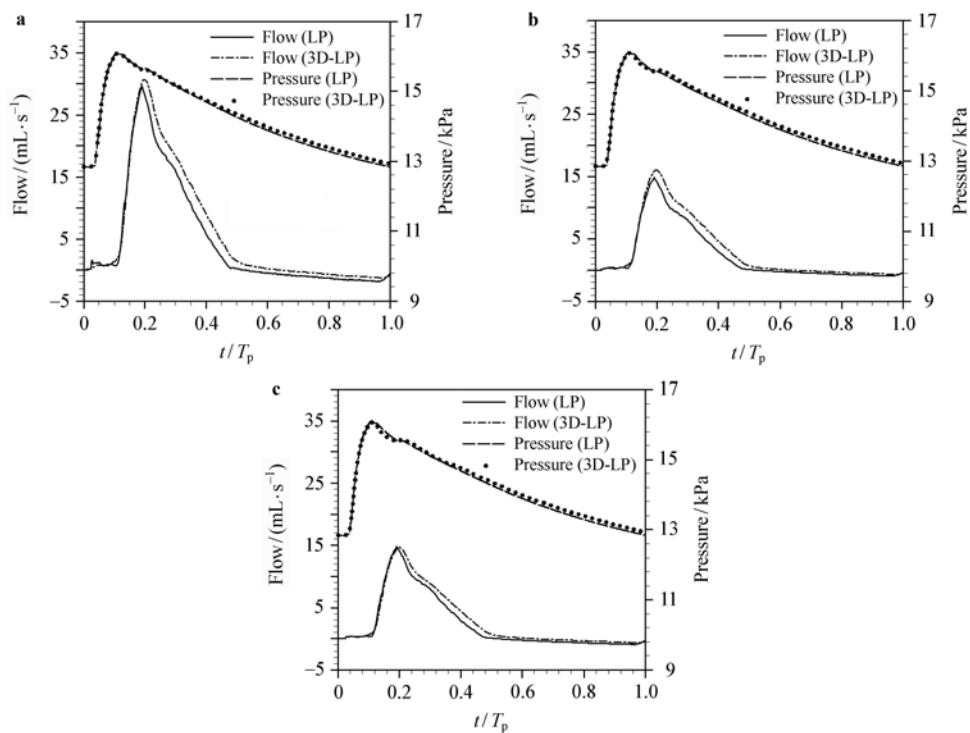 a
Flow (LP)
Flow (3D-LP)
Pressure (LP)
Pressure (3D-LP)
35
25
15
5
−5
Flow / (mL · s⁻¹)
17
15
13
11
9
Pressure / kPa
0 0.2 0.4 0.6 0.8 1.0
t / Tₚ
b
Flow (LP)
Flow (3D-LP)
Pressure (LP)
Pressure (3D-LP)
35
25
15
5
−5
Flow / (mL · s⁻¹)
17
15
13
11
9
Pressure / kPa
0 0.2 0.4 0.6 0.8 1.0
t / Tₚ
c
Flow (LP)
Flow (3D-LP)
Pressure (LP)
Pressure (3D-LP)
35
25
15
5
−5
Flow / (mL · s⁻¹)
17
15
13
11
9
Pressure / kPa
0 0.2 0.4 0.6 0.8 1.0
t / Tₚ